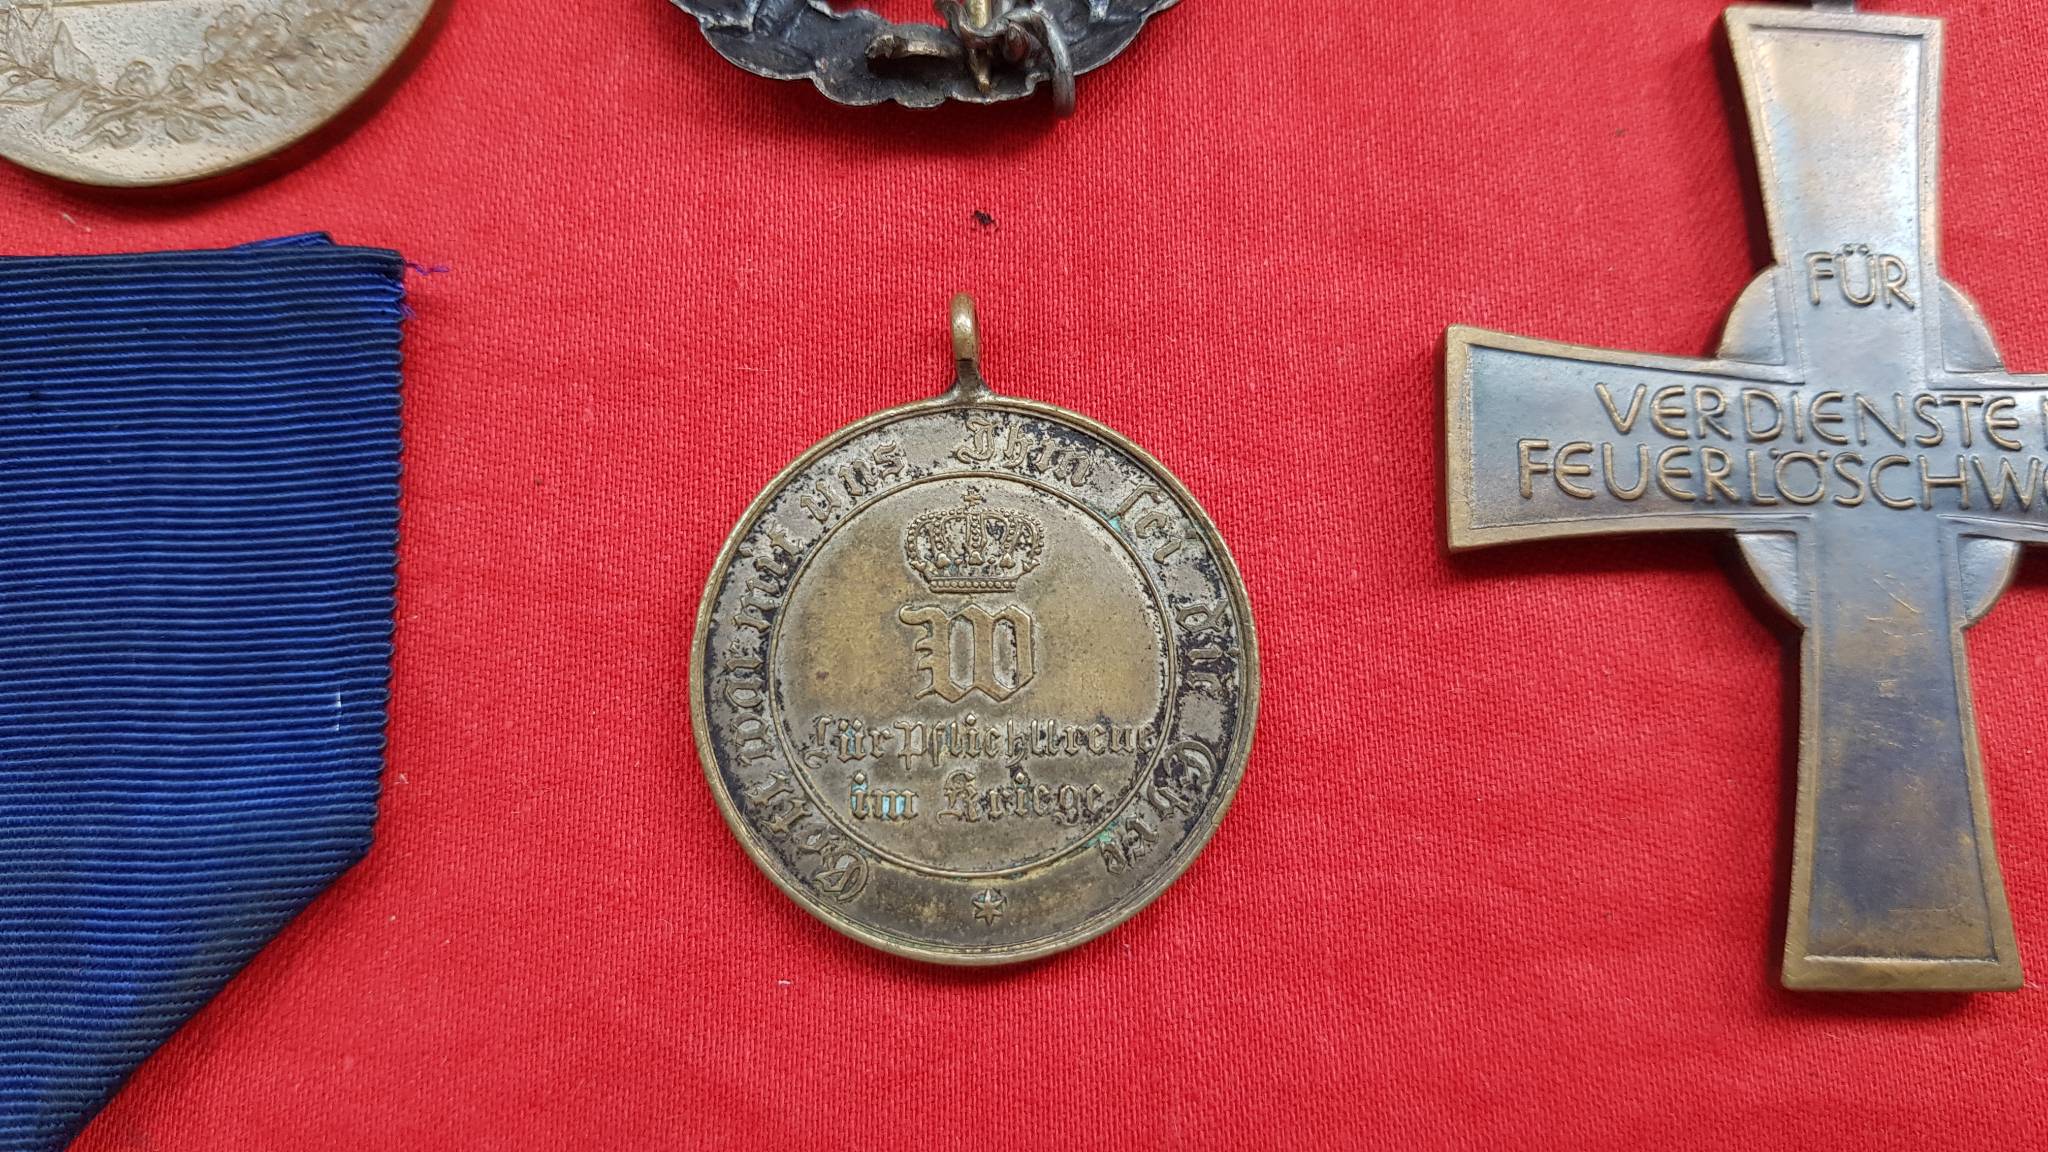 Gott war mit uns Ihm sei die Ehre
W
für Pflichttreue
im Kriege
FÜR
VERDIENSTE
FEUERLÖSCHW